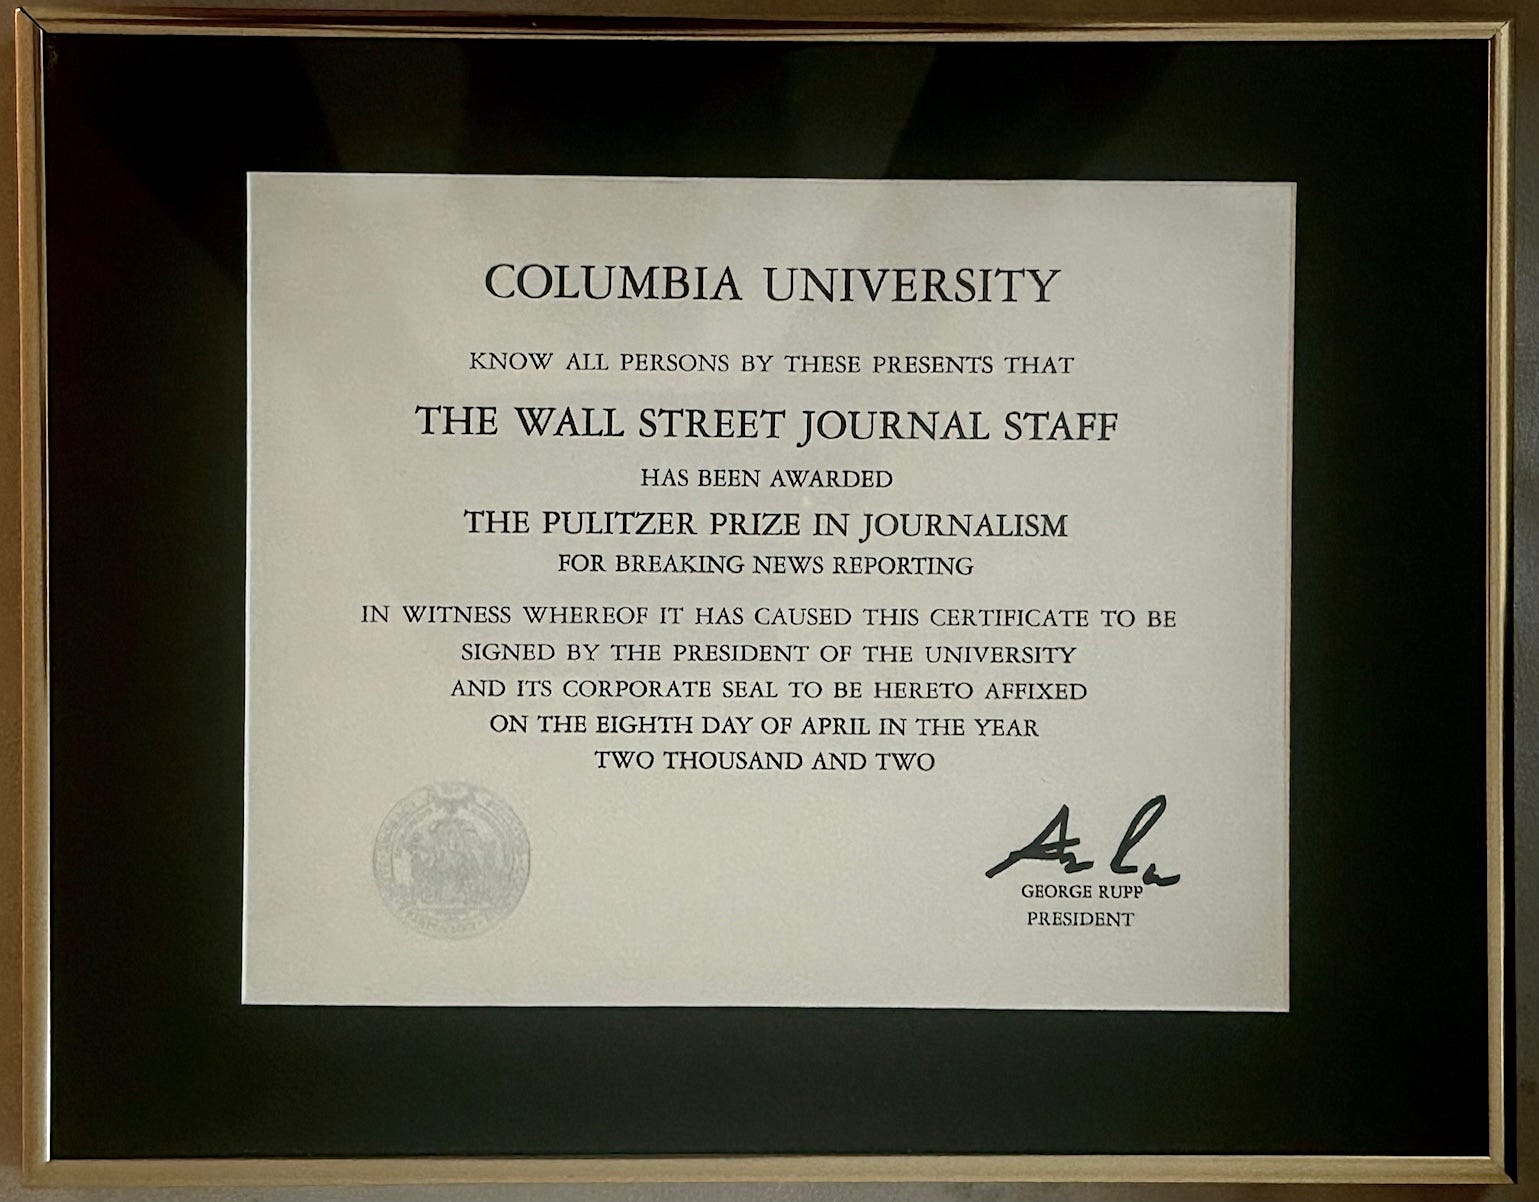 COLUMBIA UNIVERSITY
KNOW ALL PERSONS BY THESE PRESENTS THAT
THE WALL STREET JOURNAL STAFF
HAS BEEN AWARDED
THE PULITZER PRIZE IN JOURNALISM
FOR BREAKING NEWS REPORTING
IN WITNESS WHEREOF IT HAS CAUSED THIS CERTIFICATE TO BE
SIGNED BY THE PRESIDENT OF THE UNIVERSITY
AND ITS CORPORATE SEAL TO BE HERETO AFFIXED
ON THE EIGHTH DAY OF APRIL IN THE YEAR
TWO THOUSAND AND TWO
GEORGE RUPP
PRESIDENT